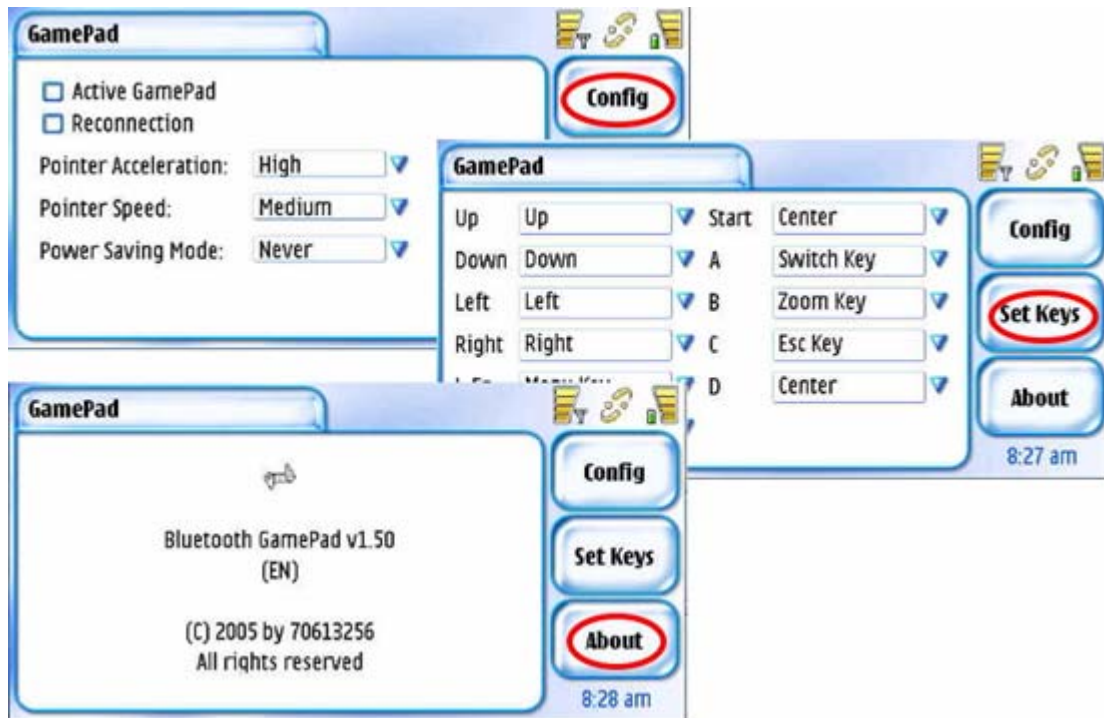 GamePad
Active GamePad
Reconnection
Pointer Acceleration: High
Pointer Speed: Medium
Power Saving Mode: Never
Config
GamePad
Up Up Start Center
Down Down A Switch Key
Left Left B Zoom Key
Right Right C Esc Key
D Center
Config
Set Keys
About
8:27 am
GamePad
Bluetooth GamePad v1.50
(EN)
(C) 2005 by 70613256
All rights reserved
Config
Set Keys
About
8:28 am